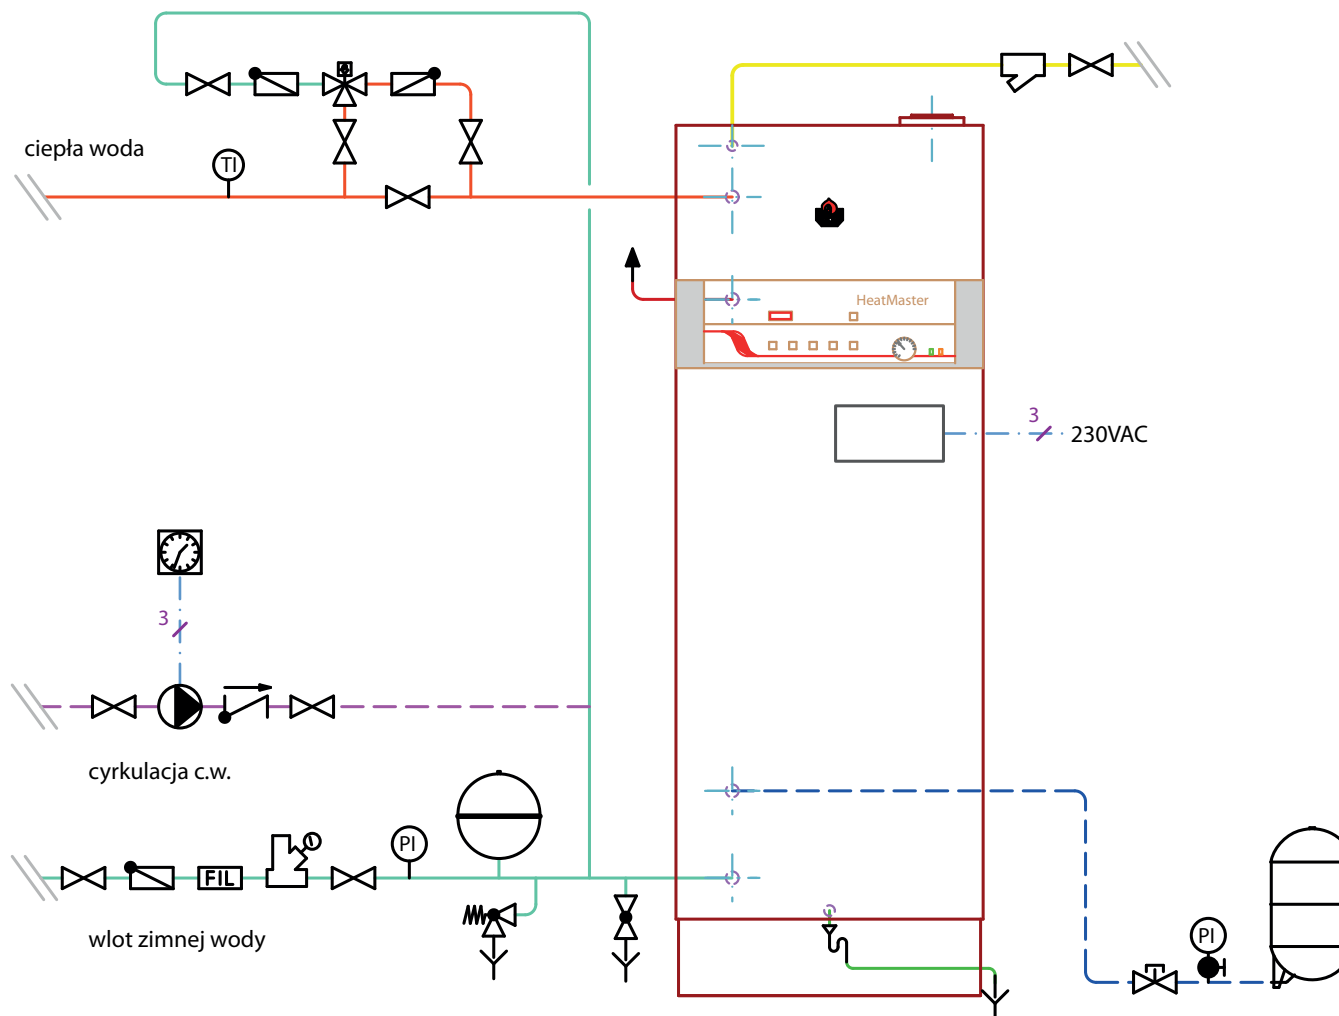 ciepła woda
TI
HeatMaster
3
230VAC
3
cyrkulacja c.w.
PI
FIL
wlot zimnej wody
PI